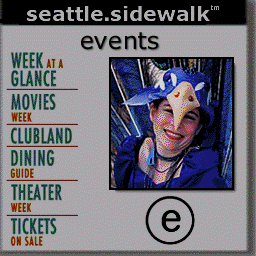 seattle.sidewalk™
events
WEEK AT A
GLANCE
MOVIES
WEEK
CLUBLAND
DINING
GUIDE
THEATER
WEEK
TICKETS
ON SALE
e